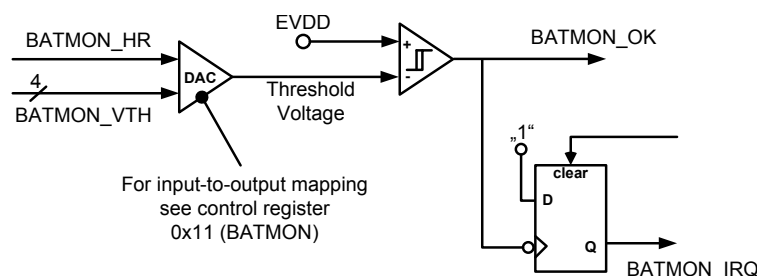 BATMON_HR
4
BATMON_VTH
DAC
Threshold
Voltage
EVDD
+
-
BATMON_OK
For input-to-output mapping
see control register
0x11 (BATMON)
„1“
clear
D
Q
BATMON_IRQ